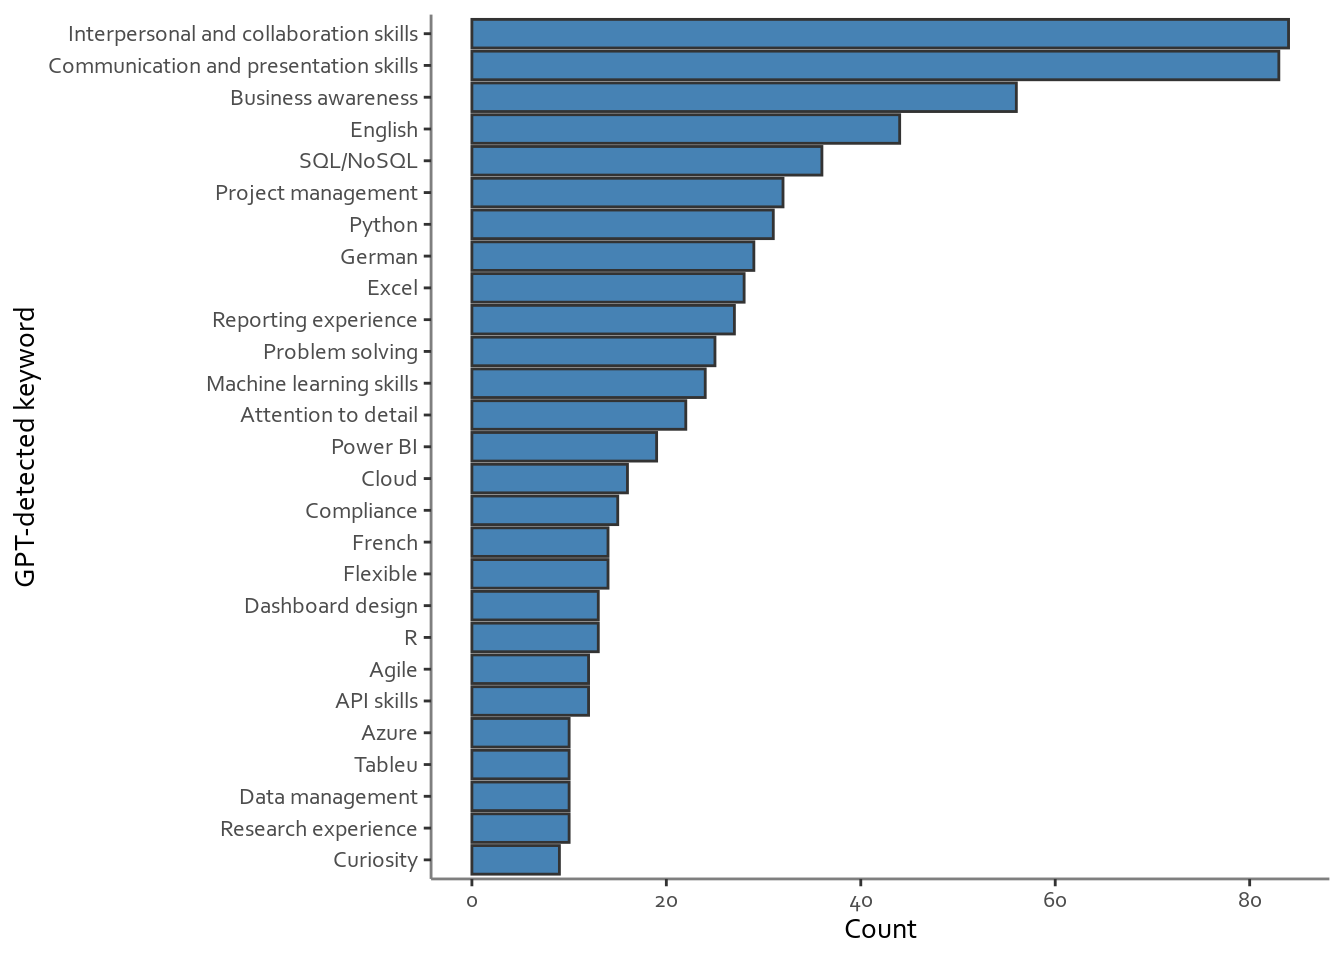 Interpersonal and collaboration skills
Communication and presentation skills
Business awareness
English
SQL/NoSQL
Project management
Python
German
Excel
Reporting experience
Problem solving
Machine learning skills
Attention to detail
Power BI
Cloud
Compliance
French
Flexible
Dashboard design
R
Agile
API skills
Azure
Tableu
Data management
Research experience
Curiosity
GPT-detected keyword
0 20 40 60 80
Count